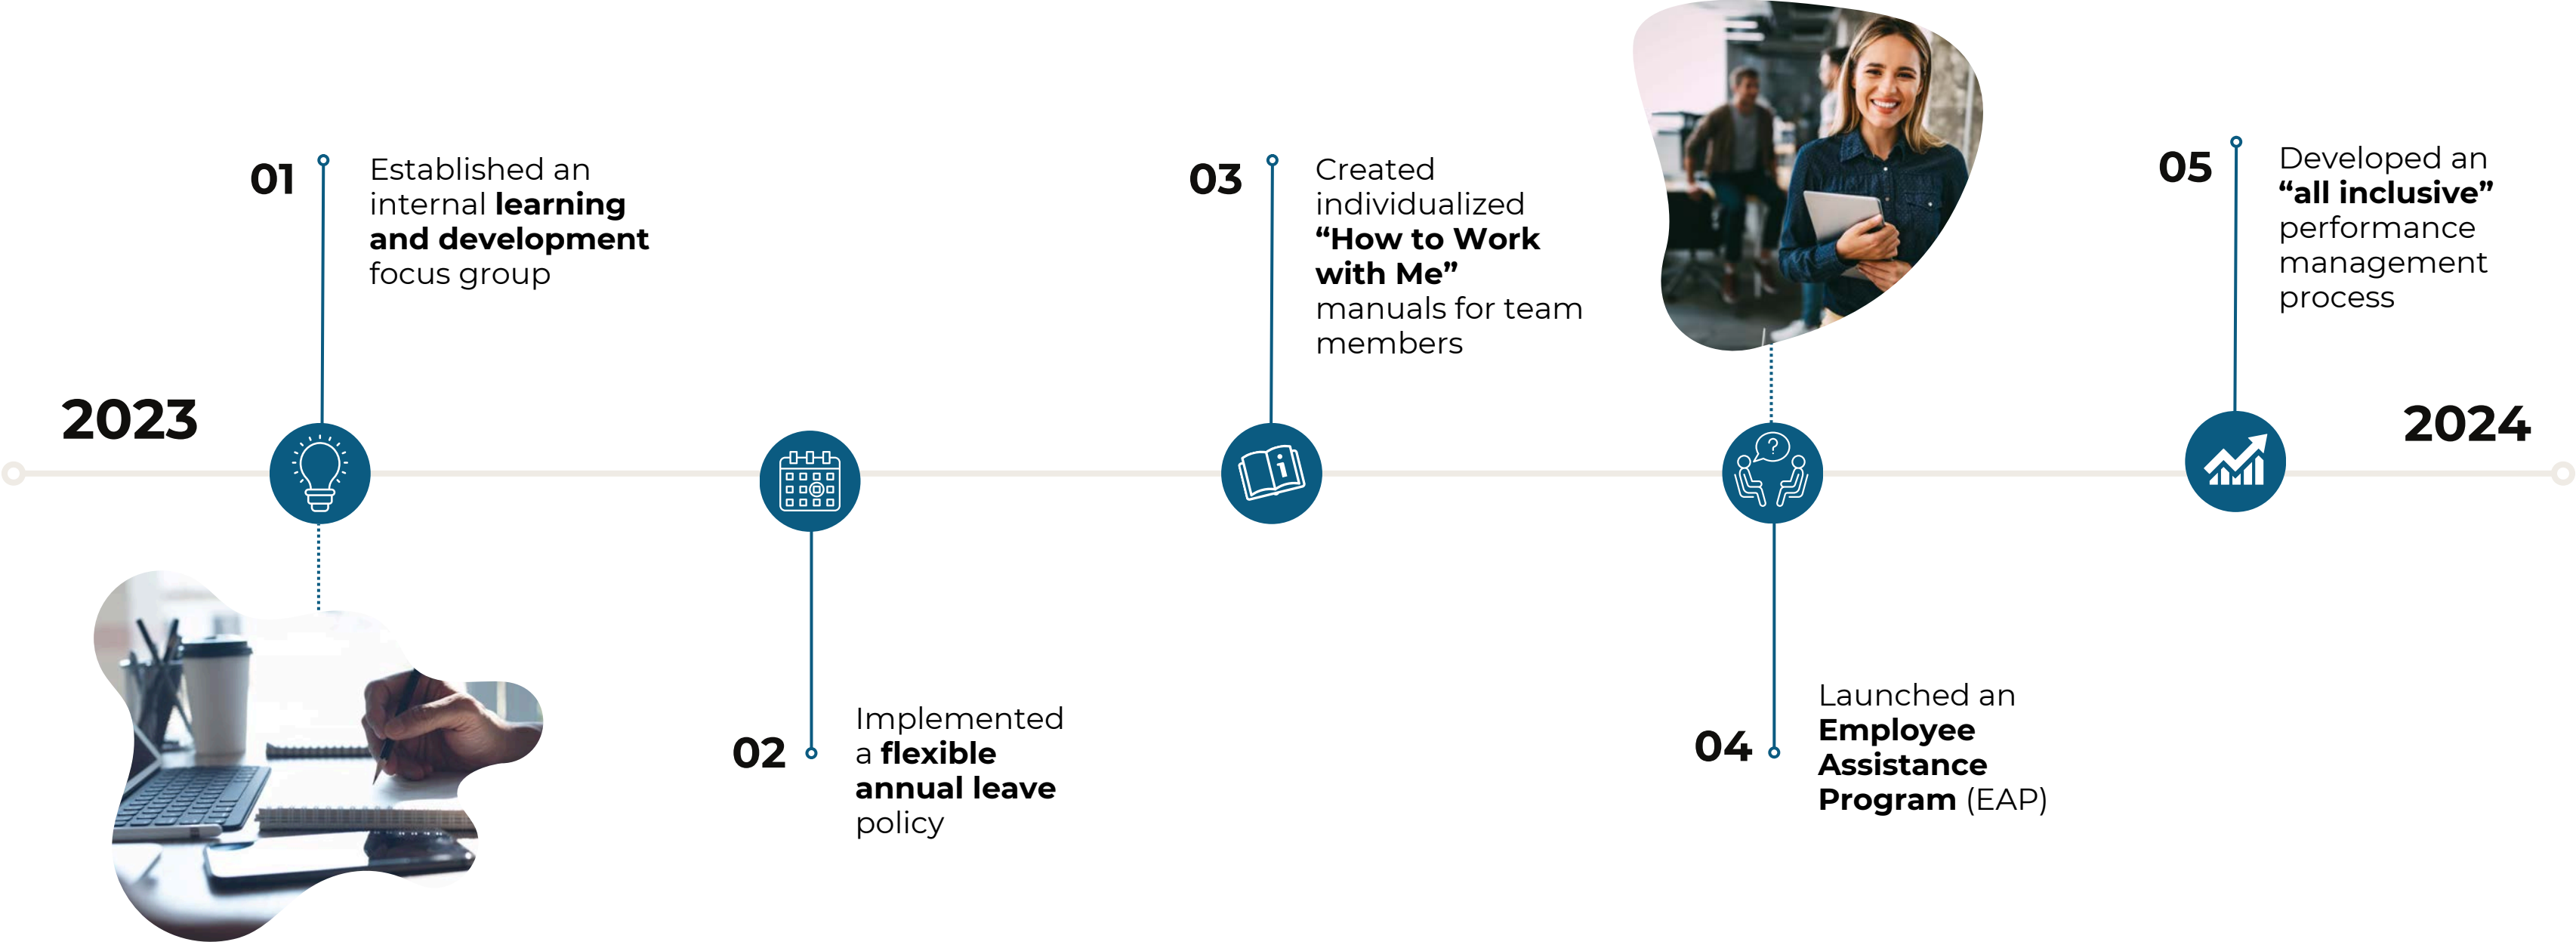 2023
01
Established an
internal learning
and development
focus group
02
Implemented
a flexible
annual leave
policy
03
Created
individualized
“How to Work
with Me”
manuals for team
members
04
Launched an
Employee
Assistance
Program (EAP)
05
Developed an
“all inclusive”
performance
management
process
2024